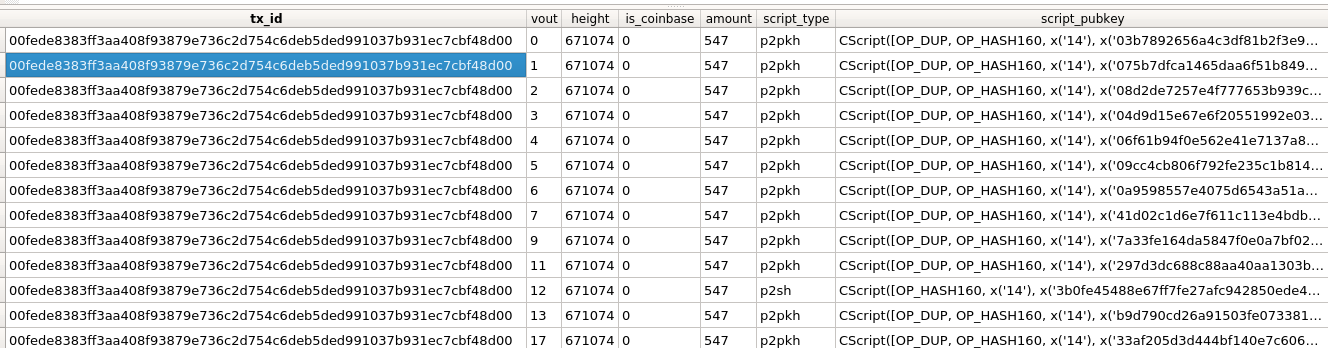 tx_id vout height is_coinbase amount script_type script_pubkey
00fede8383ff3aa408f93879e736c2d754c6deb5ded991037b931ec7cbf48d00 0 671074 0 547 p2pkh CScript([OP_DUP, OP_HASH160, x('14'), x('03b7892656a4c3df81b2f3e9...
00fede8383ff3aa408f93879e736c2d754c6deb5ded991037b931ec7cbf48d00 1 671074 0 547 p2pkh CScript([OP_DUP, OP_HASH160, x('14'), x('075b7dfca1465daa6f51b849...
00fede8383ff3aa408f93879e736c2d754c6deb5ded991037b931ec7cbf48d00 2 671074 0 547 p2pkh CScript([OP_DUP, OP_HASH160, x('14'), x('08d2de7257e4f777653b939c...
00fede8383ff3aa408f93879e736c2d754c6deb5ded991037b931ec7cbf48d00 3 671074 0 547 p2pkh CScript([OP_DUP, OP_HASH160, x('14'), x('04d9d15e67e6f20551992e03...
00fede8383ff3aa408f93879e736c2d754c6deb5ded991037b931ec7cbf48d00 4 671074 0 547 p2pkh CScript([OP_DUP, OP_HASH160, x('14'), x('06f61b94f0e562e41e7137a8...
00fede8383ff3aa408f93879e736c2d754c6deb5ded991037b931ec7cbf48d00 5 671074 0 547 p2pkh CScript([OP_DUP, OP_HASH160, x('14'), x('09cc4cb806f792fe235c1b814...
00fede8383ff3aa408f93879e736c2d754c6deb5ded991037b931ec7cbf48d00 6 671074 0 547 p2pkh CScript([OP_DUP, OP_HASH160, x('14'), x('0a9598557e4075d6543a51a...
00fede8383ff3aa408f93879e736c2d754c6deb5ded991037b931ec7cbf48d00 7 671074 0 547 p2pkh CScript([OP_DUP, OP_HASH160, x('14'), x('41d02c1d6e7f611c113e4bdb...
00fede8383ff3aa408f93879e736c2d754c6deb5ded991037b931ec7cbf48d00 9 671074 0 547 p2pkh CScript([OP_DUP, OP_HASH160, x('14'), x('7a33fe164da5847f0e0a7bf02...
00fede8383ff3aa408f93879e736c2d754c6deb5ded991037b931ec7cbf48d00 11 671074 0 547 p2pkh CScript([OP_DUP, OP_HASH160, x('14'), x('297d3dc688c88aa40aa1303b...
00fede8383ff3aa408f93879e736c2d754c6deb5ded991037b931ec7cbf48d00 12 671074 0 547 p2sh CScript([OP_HASH160, x('14'), x('3b0fe45488e67ff7fe27afc942850ede4...
00fede8383ff3aa408f93879e736c2d754c6deb5ded991037b931ec7cbf48d00 13 671074 0 547 p2pkh CScript([OP_DUP, OP_HASH160, x('14'), x('b9d790cd26a91503fe073381...
00fede8383ff3aa408f93879e736c2d754c6deb5ded991037b931ec7cbf48d00 17 671074 0 547 p2pkh CScript([OP_DUP, OP_HASH160, x('14'), x('33af205d3d444bf140e7c606...